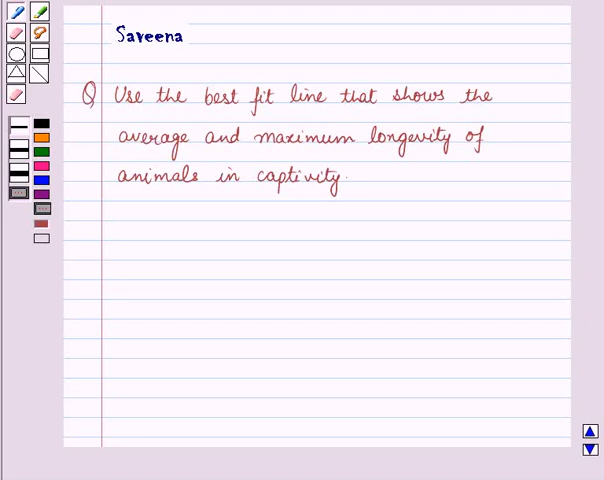 Saveena
Q Use the best fit line that shows the
average and maximum longevity of
animals in captivity.